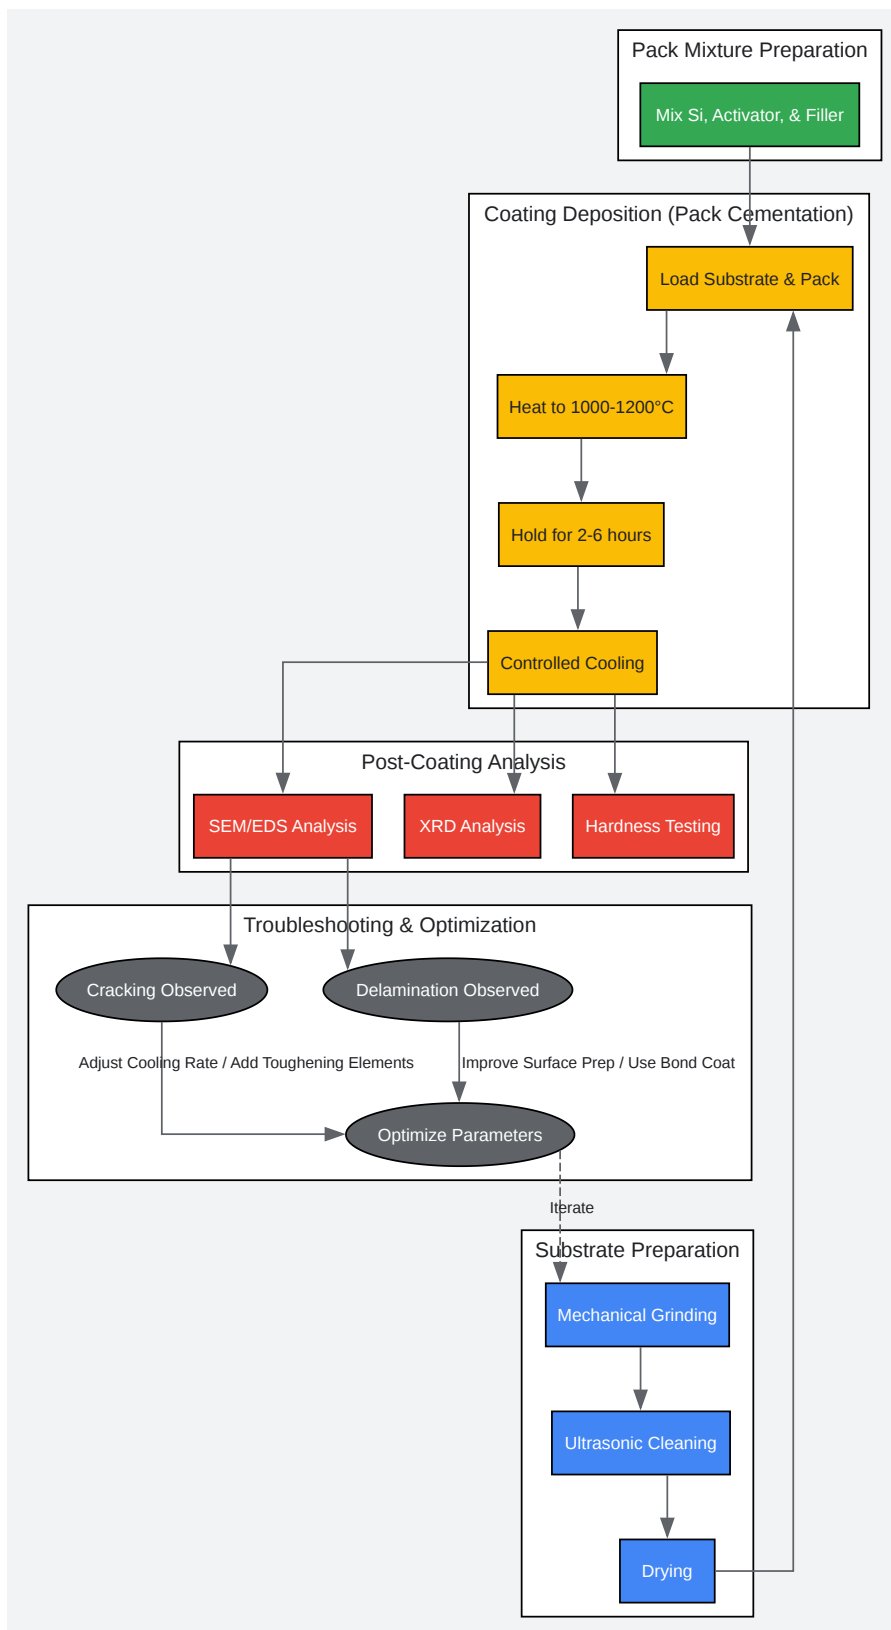 Pack Mixture Preparation
Mix Si, Activator, & Filler
Coating Deposition (Pack Cementation)
Load Substrate & Pack
Heat to 1000-1200°C
Hold for 2-6 hours
Controlled Cooling
Post-Coating Analysis
SEM/EDS Analysis
XRD Analysis
Hardness Testing
Troubleshooting & Optimization
Cracking Observed
Delamination Observed
Adjust Cooling Rate / Add Toughening Elements
Improve Surface Prep / Use Bond Coat
Optimize Parameters
Iterate
Substrate Preparation
Mechanical Grinding
Ultrasonic Cleaning
Drying